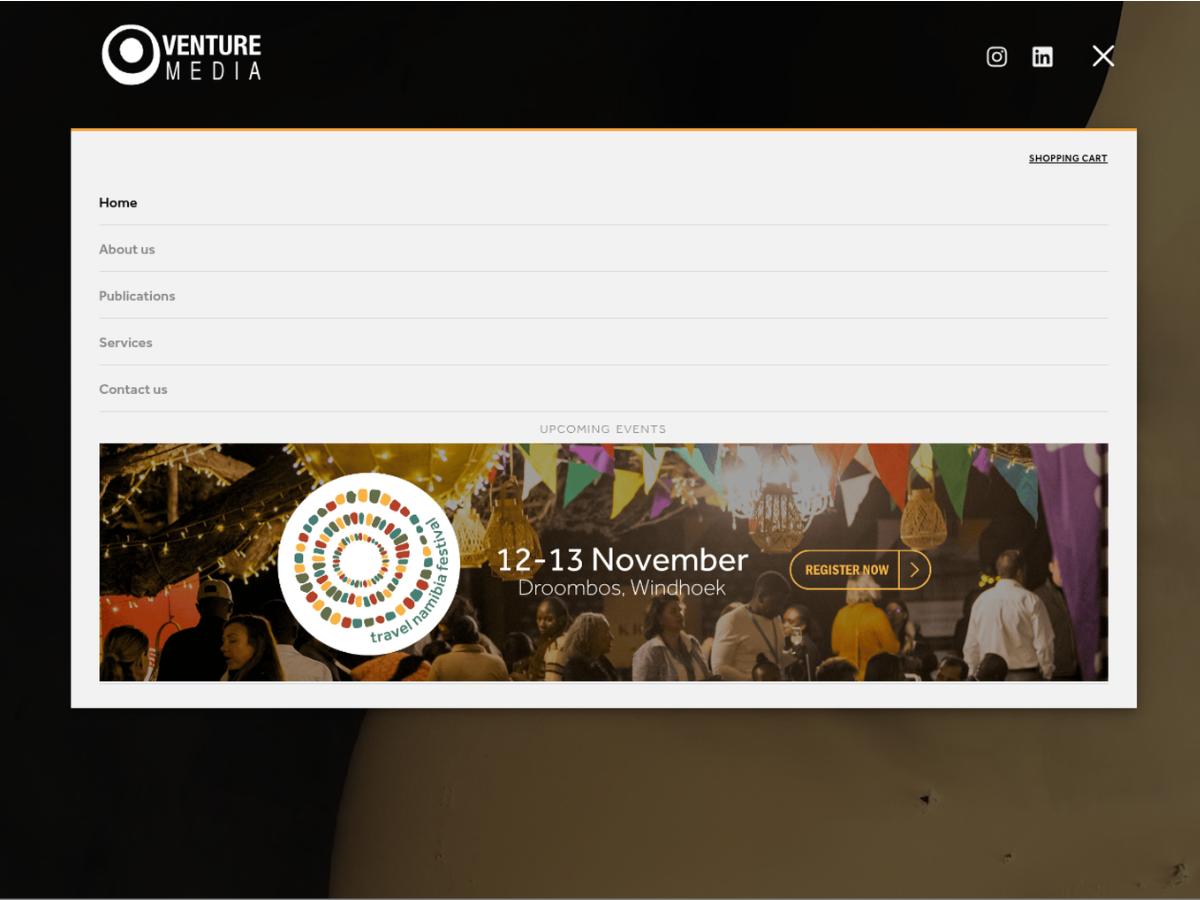 VENTURE
MEDIA
SHOPPING CART
Home
About us
Publications
Services
Contact us
UPCOMING EVENTS
travel namibia festival
12-13 November
Droombos, Windhoek
REGISTER NOW